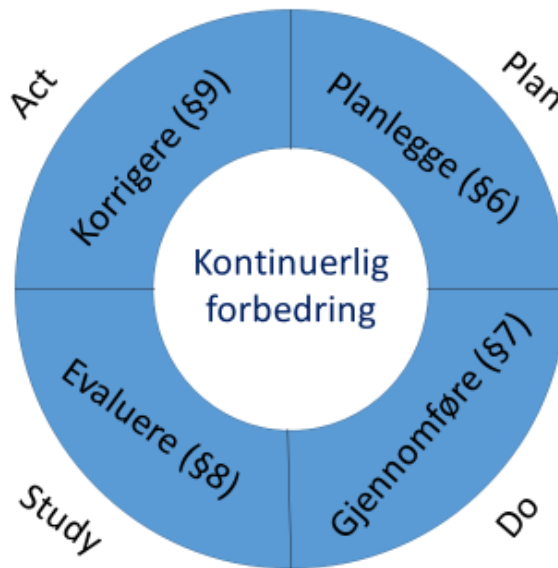 Act
Plan
Korrigere (§9)
Planlegge (§6)
Kontinuerlig
forbedring
Evaluere (§8)
Gjennomføre (§7)
Study
Do